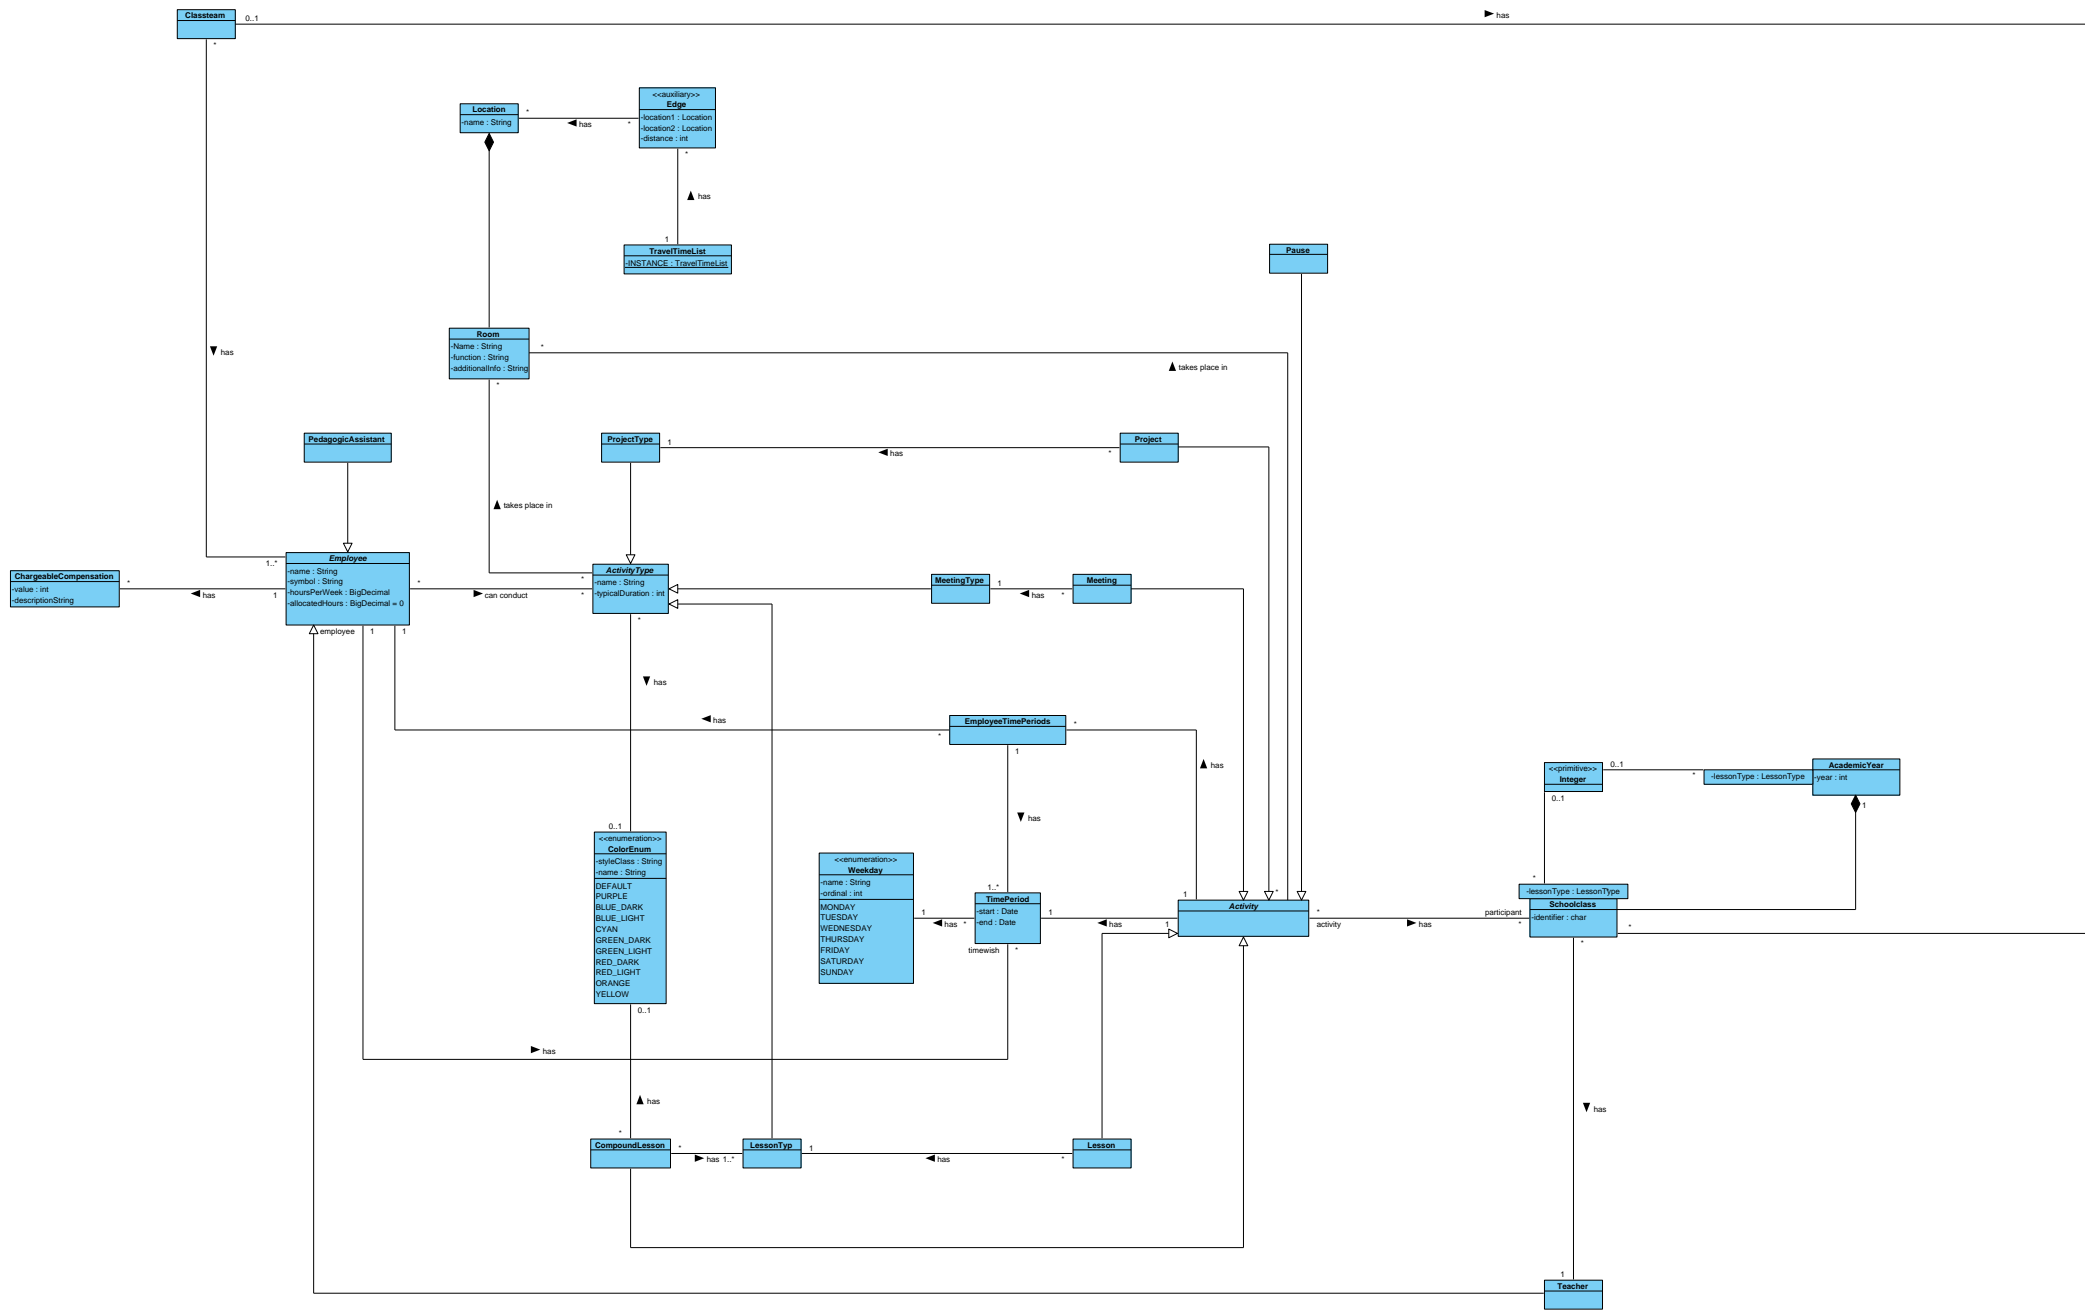 Classteam
0..1
has
*
<<auxiliary>>
Edge
-location1 : Location
-location2 : Location
-distance : int
Location
-name : String
*
has
*
*
has
1
TravelTimeList
-INSTANCE : TravelTimeList
Pause
Room
-Name : String
-function : String
-additionalInfo : String
*
has
takes place in
*
PedagogicAssistant
ProjectType
1
has
*
Project
takes place in
Employee
-name : String
-symbol : String
-hoursPerWeek : BigDecimal
-allocatedHours : BigDecimal = 0
1..*
ChargeableCompensation
-value : int
-descriptionString
*
has
1
*
can conduct
*
*
ActivityType
-name : String
-typicalDuration : int
*
MeetingType
1
has
*
Meeting
employee
1
1
has
has
EmployeeTimePeriods
*
*
1
has
has
<<primitive>>
Integer
0..1
0..1
*
-lessonType : LessonType
AcademicYear
-year : int
1
0..1
<<enumeration>>
ColorEnum
-styleClass : String
-name : String
DEFAULT
PURPLE
BLUE_DARK
BLUE_LIGHT
CYAN
GREEN_DARK
GREEN_LIGHT
RED_DARK
RED_LIGHT
ORANGE
YELLOW
0..1
<<enumeration>>
Weekday
-name : String
-ordinal : int
MONDAY
TUESDAY
WEDNESDAY
THURSDAY
FRIDAY
SATURDAY
SUNDAY
1
has
*
1..*
TimePeriod
-start : Date
-end : Date
timewish
*
1
has
1
1
*
Activity
*
activity
has
participant
*
*
-lessonType : LessonType
*
Schoolclass
-identifier : char
*
*
has
has
has
*
CompoundLesson
*
has
1..*
LessonTyp
1
has
*
Lesson
1
Teacher